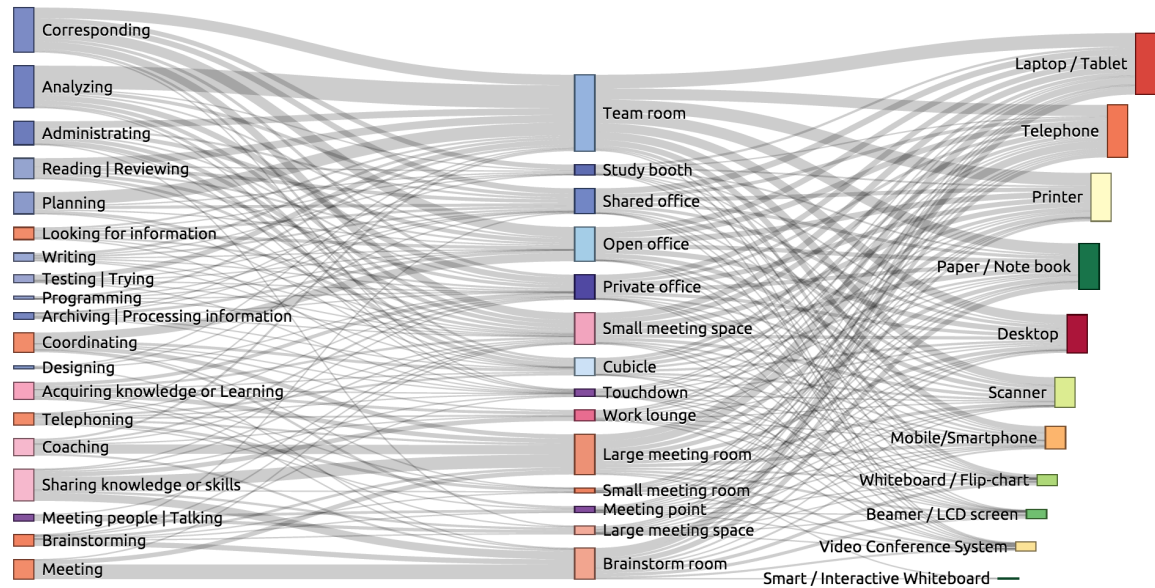 Corresponding
Analyzing
Administrating
Reading | Reviewing
Planning
Looking for information
Writing
Testing | Trying
Programming
Archiving | Processing information
Coordinating
Designing
Acquiring knowledge or Learning
Telephoning
Coaching
Sharing knowledge or skills
Meeting people | Talking
Brainstorming
Meeting
Team room
Study booth
Shared office
Open office
Private office
Small meeting space
Cubicle
Touchdown
Work lounge
Large meeting room
Small meeting room
Meeting point
Large meeting space
Brainstorm room
Laptop / Tablet
Telephone
Printer
Paper / Note book
Desktop
Scanner
Mobile/Smartphone
Whiteboard / Flip-chart
Beamer / LCD screen
Video Conference System
Smart / Interactive Whiteboard